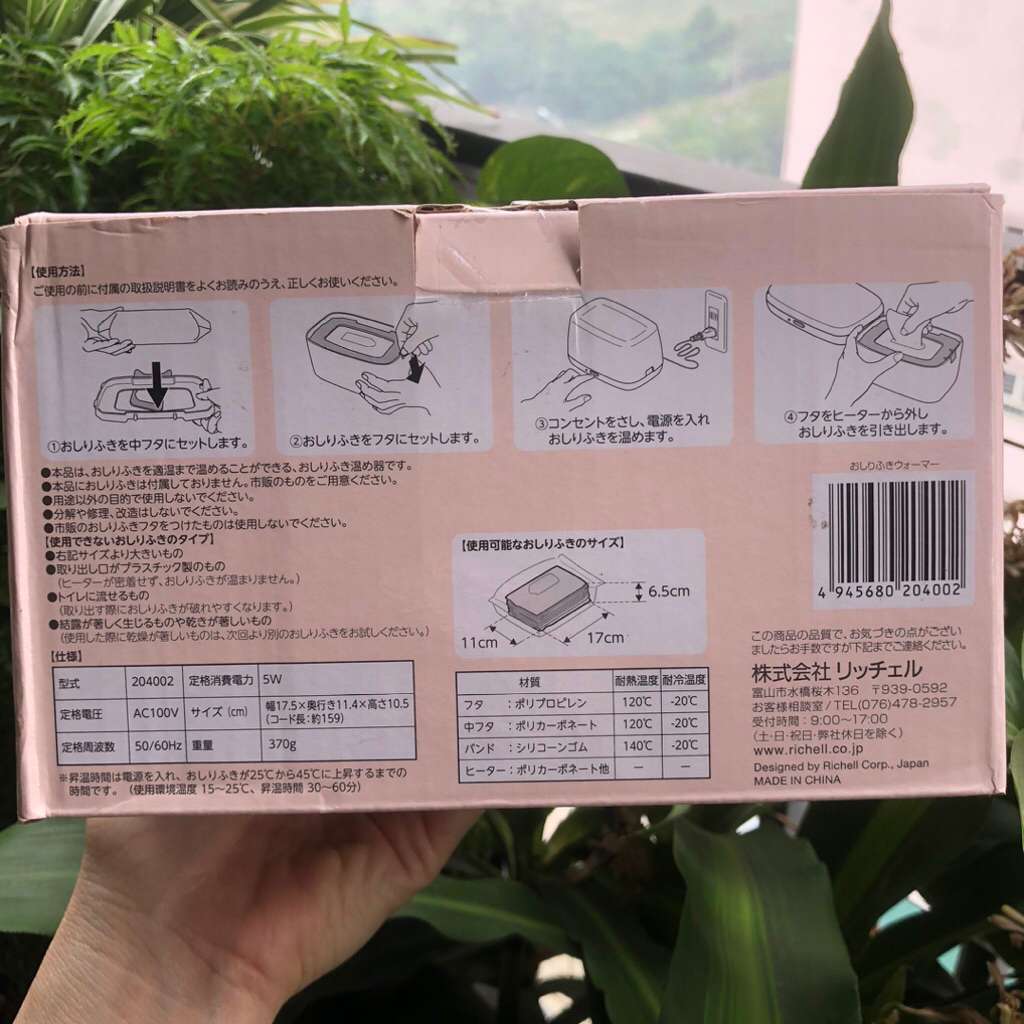 【使用方法】
ご使用の前に付属の取扱説明書をよくお読みのうえ、正しくお使いください。
①おしりふきを中フタにセットします。
②おしりふきをフタにセットします。
③コンセントをさし、電源を入れ
おしりふきを温めます。
④フタをヒーターから外し
おしりふきを引き出します。
●本品は、おしりふきを適温まで温めることができる、おしりふき温め器です。
●本品におしりふきは付属しておりません。市販のものをご用意ください。
●用途以外の目的で使用しないでください。
●分解や修理、改造はしないでください。
●市販のおしりふきフタをつけたものは使用しないでください。
【使用できないおしりふきのタイプ】
●右記サイズより大きいもの
●取り出し口がプラスチック製のもの
(ヒーターが密着せず、おしりふきが温まりません。)
●トイレに流せるもの
(取り出す際におしりふきが破れやすくなります。)
●結露が著しく生じるものや乾きが著しいもの
(使用した際に乾燥が著しいものは、次回より別のおしりふきをお試しください。)
【仕様】
型式 204002 定格消費電力 5W
定格電圧 AC100V サイズ (cm) 幅17.5×奥行き11.4×高さ10.5
(コード長:約159)
定格周波数 50/60Hz 重量 370g
※昇温時間は電源を入れ、おしりふきが25℃から45℃に上昇するまでの
時間です。(使用環境温度 15〜25℃、昇温時間 30〜60分)
【使用可能なおしりふきのサイズ】
6.5cm
11cm
17cm
材質 耐熱温度 耐冷温度
フタ :ポリプロピレン 120℃ -20℃
中フタ :ポリカーボネート 120℃ -20℃
バンド :シリコーンゴム 140℃ -20℃
ヒーター:ポリカーボネート他 − −
おしりふきウォーマー
4 945680 204002
この商品の品質で、お気づきの点がござい
ましたらお手数ですが下記までご連絡ください。
株式会社 リッチェル
富山市水橋桜木136 〒939-0592
お客様相談室/TEL(076)478-2957
受付時間:9:00〜17:00
(土・日・祝日・弊社休日を除く)
www.richell.co.jp
Designed by Richell Corp., Japan
MADE IN CHINA